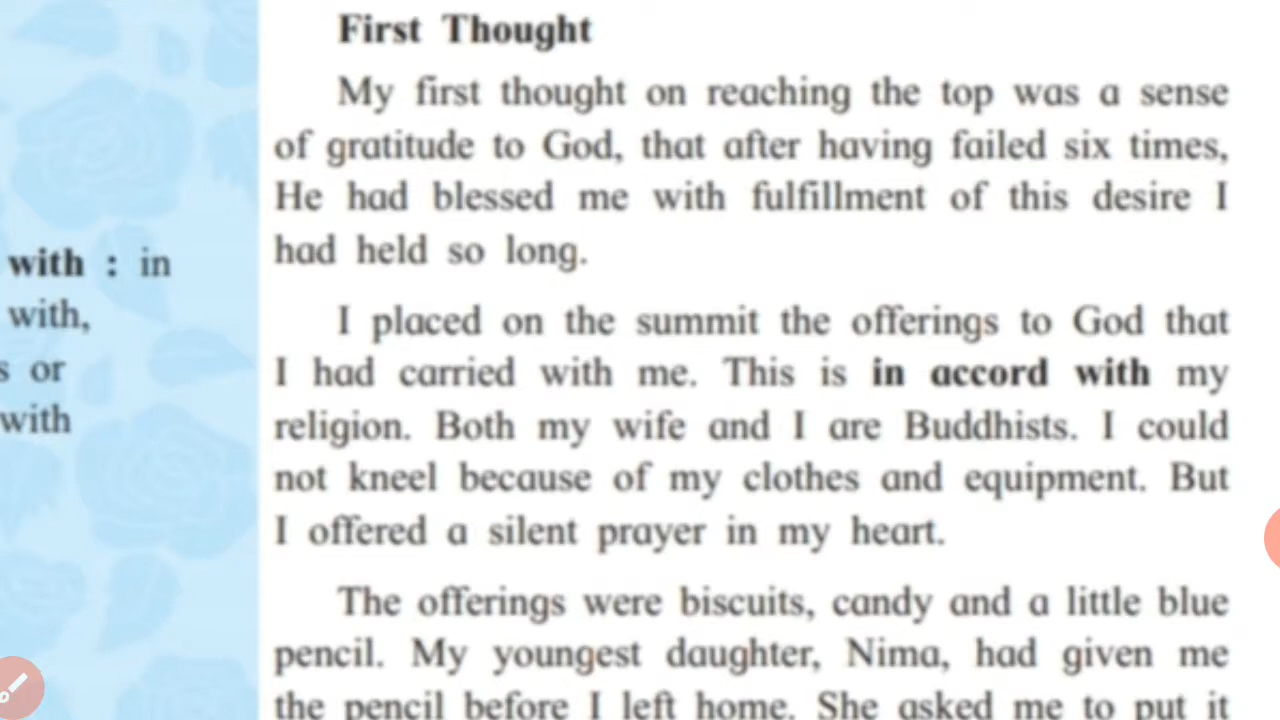 First Thought
My first thought on reaching the top was a sense
of gratitude to God, that after having failed six times,
He had blessed me with fulfillment of this desire I
had held so long.
with : in
with,
s or
with
I placed on the summit the offerings to God that
I had carried with me. This is in accord with my
religion. Both my wife and I are Buddhists. I could
not kneel because of my clothes and equipment. But
I offered a silent prayer in my heart.
The offerings were biscuits, candy and a little blue
pencil. My youngest daughter, Nima, had given me
the pencil before I left home. She asked me to put it